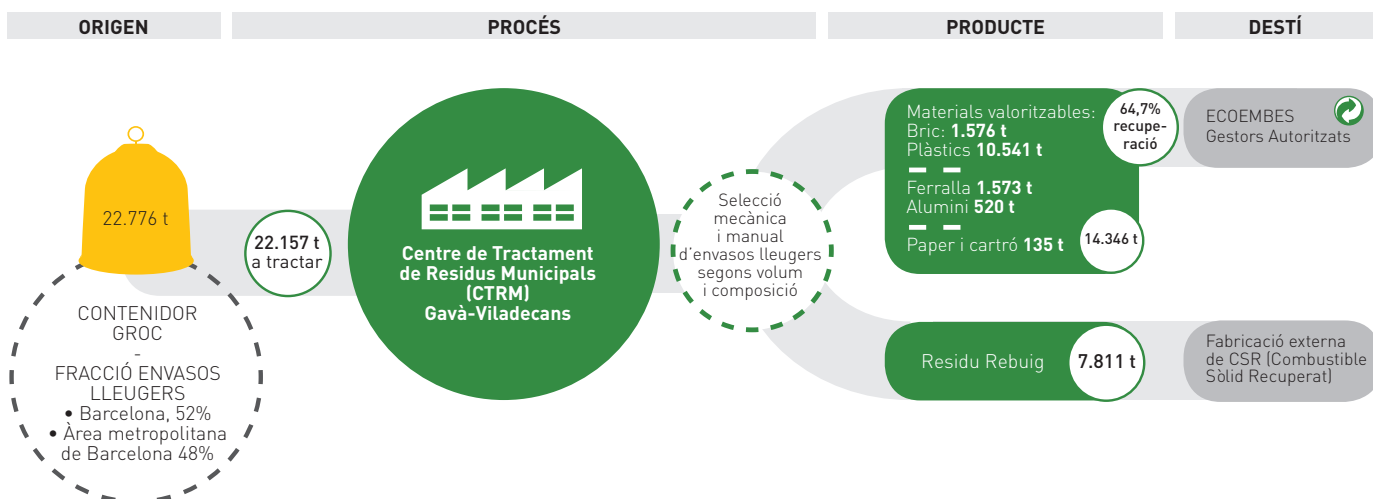 ORIGEN
PROCÉS
PRODUCTE
DESTÍ
22.776 t
CONTENIDOR
GROC
-
FRACCIÓ ENVASOS
LLEUGERS
• Barcelona, 52%
• Àrea metropolitana
de Barcelona 48%
22.157 t
a tractar
Centre de Tractament
de Residus Municipals
(CTRM)
Gavà-Viladecans
Selecció
mecànica
i manual
d'envasos lleugers
segons volum
i composició
Materials valoritzables:
Bric: 1.576 t
Plàstics 10.541 t
Ferralla 1.573 t
Alumini 520 t
Paper i cartró 135 t
64,7%
recupe-
ració
14.346 t
ECOEMBES
Gestors Autoritzats
Residu Rebuig
7.811 t
Fabricació externa
de CSR (Combustible
Sòlid Recuperat)